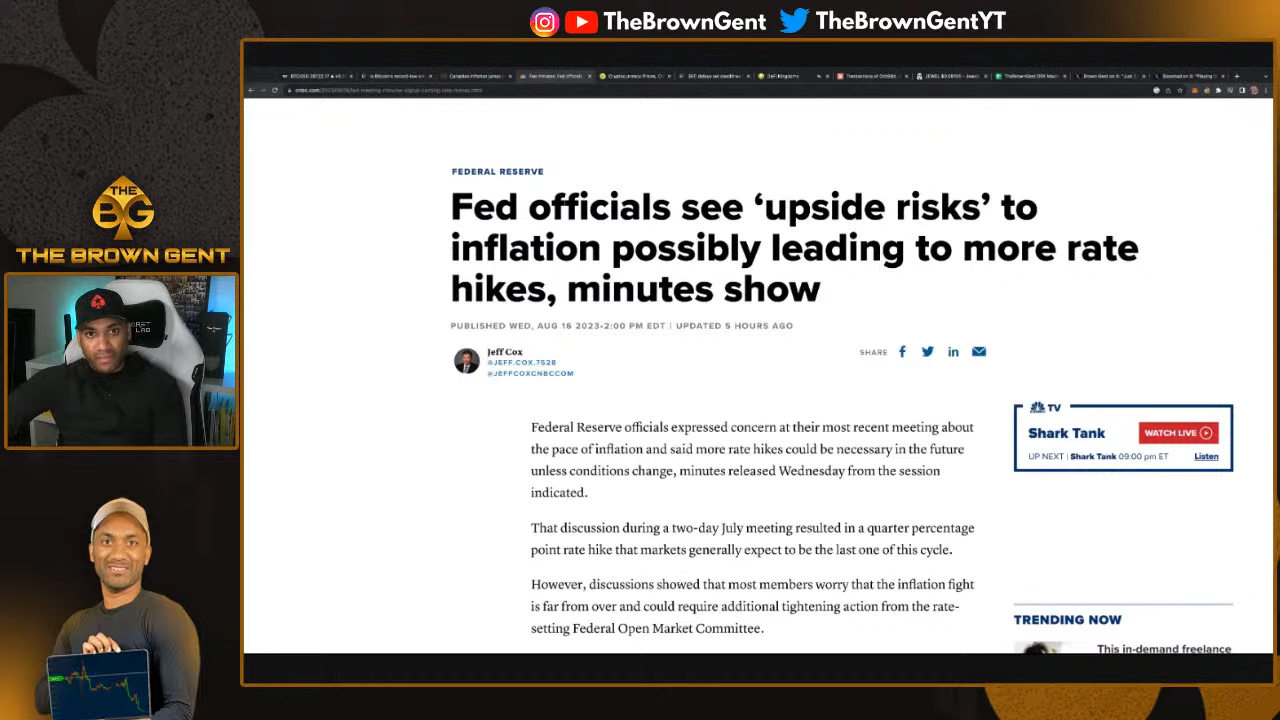 TheBrownGent TheBrownGentYT
THE
BG
THE BROWN GENT
FEDERAL RESERVE
Fed officials see ‘upside risks’ to
inflation possibly leading to more rate
hikes, minutes show
PUBLISHED WED, AUG 16 2023•2:00 PM EDT | UPDATED 5 HOURS AGO
Jeff Cox
@JEFF.COX.7528
@JEFFCOXCNBCCOM
SHARE
TV
Shark Tank
WATCH LIVE
UP NEXT | Shark Tank 09:00 pm ET
Listen
Federal Reserve officials expressed concern at their most recent meeting about
the pace of inflation and said more rate hikes could be necessary in the future
unless conditions change, minutes released Wednesday from the session
indicated.
That discussion during a two-day July meeting resulted in a quarter percentage
point rate hike that markets generally expect to be the last one of this cycle.
However, discussions showed that most members worry that the inflation fight
is far from over and could require additional tightening action from the rate-
setting Federal Open Market Committee.
TRENDING NOW
This in-demand freelance